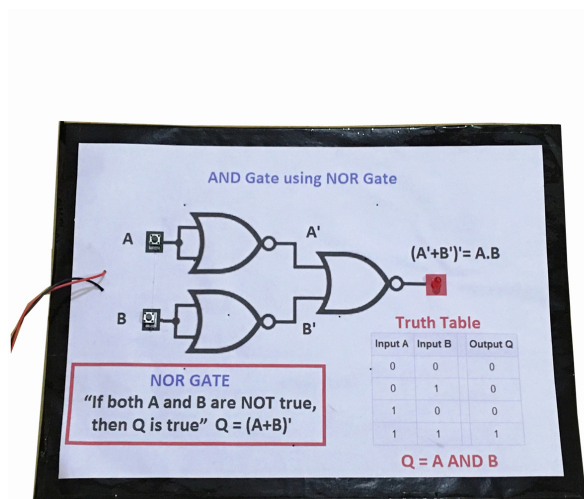 AND Gate using NOR Gate
A
A'
(A'+B')'= A.B
B
B'
Truth Table
Input A Input B Output Q
0 0 0
0 1 0
1 0 0
1 1 1
Q = A AND B
NOR GATE
“If both A and B are NOT true,
then Q is true” Q = (A+B)'